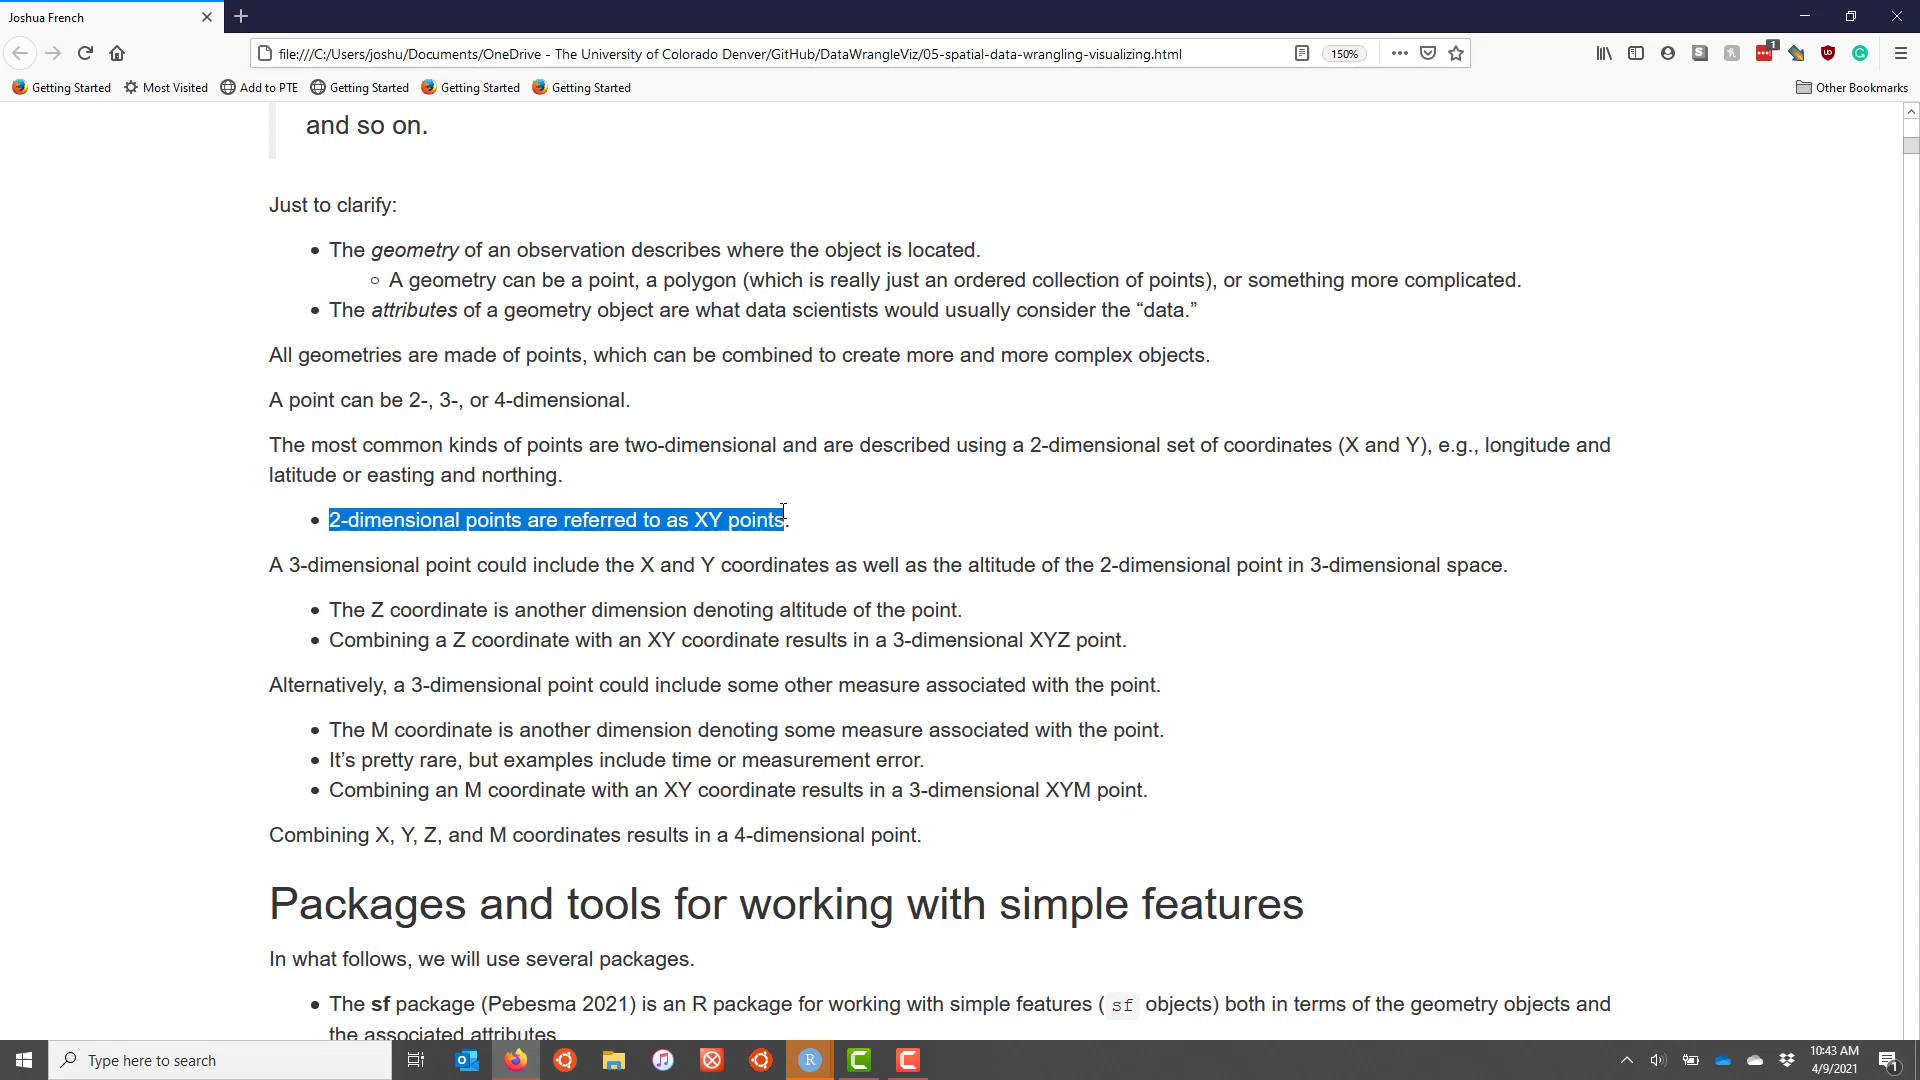 Joshua French
file:///C:/Users/joshu/Documents/OneDrive - The University of Colorado Denver/GitHub/DataWrangleViz/05-spatial-data-wrangling-visualizing.html
150%
1
Getting Started
Most Visited
Add to PTE
Getting Started
Getting Started
Getting Started
Other Bookmarks
and so on.
Just to clarify:
The geometry of an observation describes where the object is located.
A geometry can be a point, a polygon (which is really just an ordered collection of points), or something more complicated.
The attributes of a geometry object are what data scientists would usually consider the “data.”
All geometries are made of points, which can be combined to create more and more complex objects.
A point can be 2-, 3-, or 4-dimensional.
The most common kinds of points are two-dimensional and are described using a 2-dimensional set of coordinates (X and Y), e.g., longitude and
latitude or easting and northing.
2-dimensional points are referred to as XY points.
A 3-dimensional point could include the X and Y coordinates as well as the altitude of the 2-dimensional point in 3-dimensional space.
The Z coordinate is another dimension denoting altitude of the point.
Combining a Z coordinate with an XY coordinate results in a 3-dimensional XYZ point.
Alternatively, a 3-dimensional point could include some other measure associated with the point.
The M coordinate is another dimension denoting some measure associated with the point.
It’s pretty rare, but examples include time or measurement error.
Combining an M coordinate with an XY coordinate results in a 3-dimensional XYM point.
Combining X, Y, Z, and M coordinates results in a 4-dimensional point.
Packages and tools for working with simple features
In what follows, we will use several packages.
The sf package (Pebesma 2021) is an R package for working with simple features ( sf objects) both in terms of the geometry objects and
the associated attributes.
Type here to search
10:43 AM
4/9/2021
1